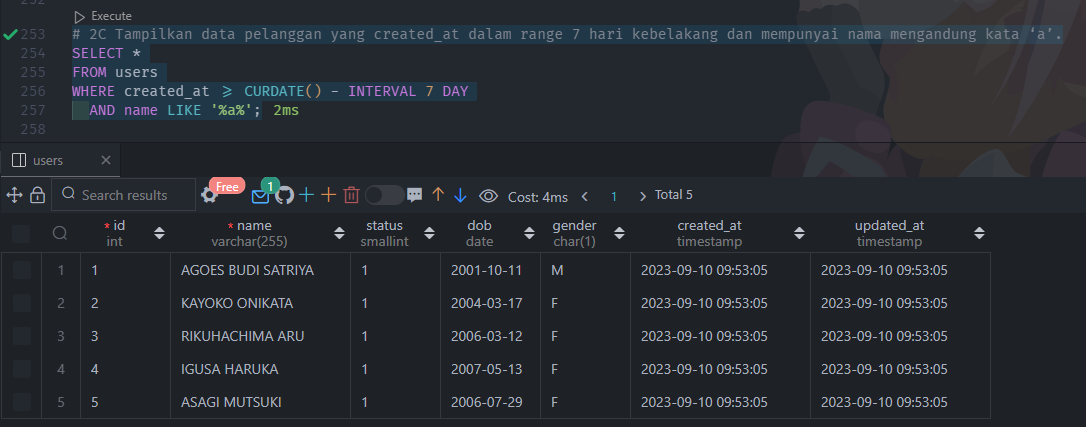 Execute
253 # 2C Tampilkan data pelanggan yang created_at dalam range 7 hari kebelakang dan mempunyai nama mengandung kata ‘a’.
254 SELECT *
255 FROM users
256 WHERE created_at >= CURDATE() - INTERVAL 7 DAY
257 AND name LIKE '%a%'; 2ms
258
users
Search results Free 1 Cost: 4ms 1 Total 5
* id * name status dob gender created_at updated_at
int varchar(255) smallint date char(1) timestamp timestamp
1 1 AGOES BUDI SATRIYA 1 2001-10-11 M 2023-09-10 09:53:05 2023-09-10 09:53:05
2 2 KAYOKO ONIKATA 1 2004-03-17 F 2023-09-10 09:53:05 2023-09-10 09:53:05
3 3 RIKUHACHIMA ARU 1 2006-03-12 F 2023-09-10 09:53:05 2023-09-10 09:53:05
4 4 IGUSA HARUKA 1 2007-05-13 F 2023-09-10 09:53:05 2023-09-10 09:53:05
5 5 ASAGI MUTSUKI 1 2006-07-29 F 2023-09-10 09:53:05 2023-09-10 09:53:05